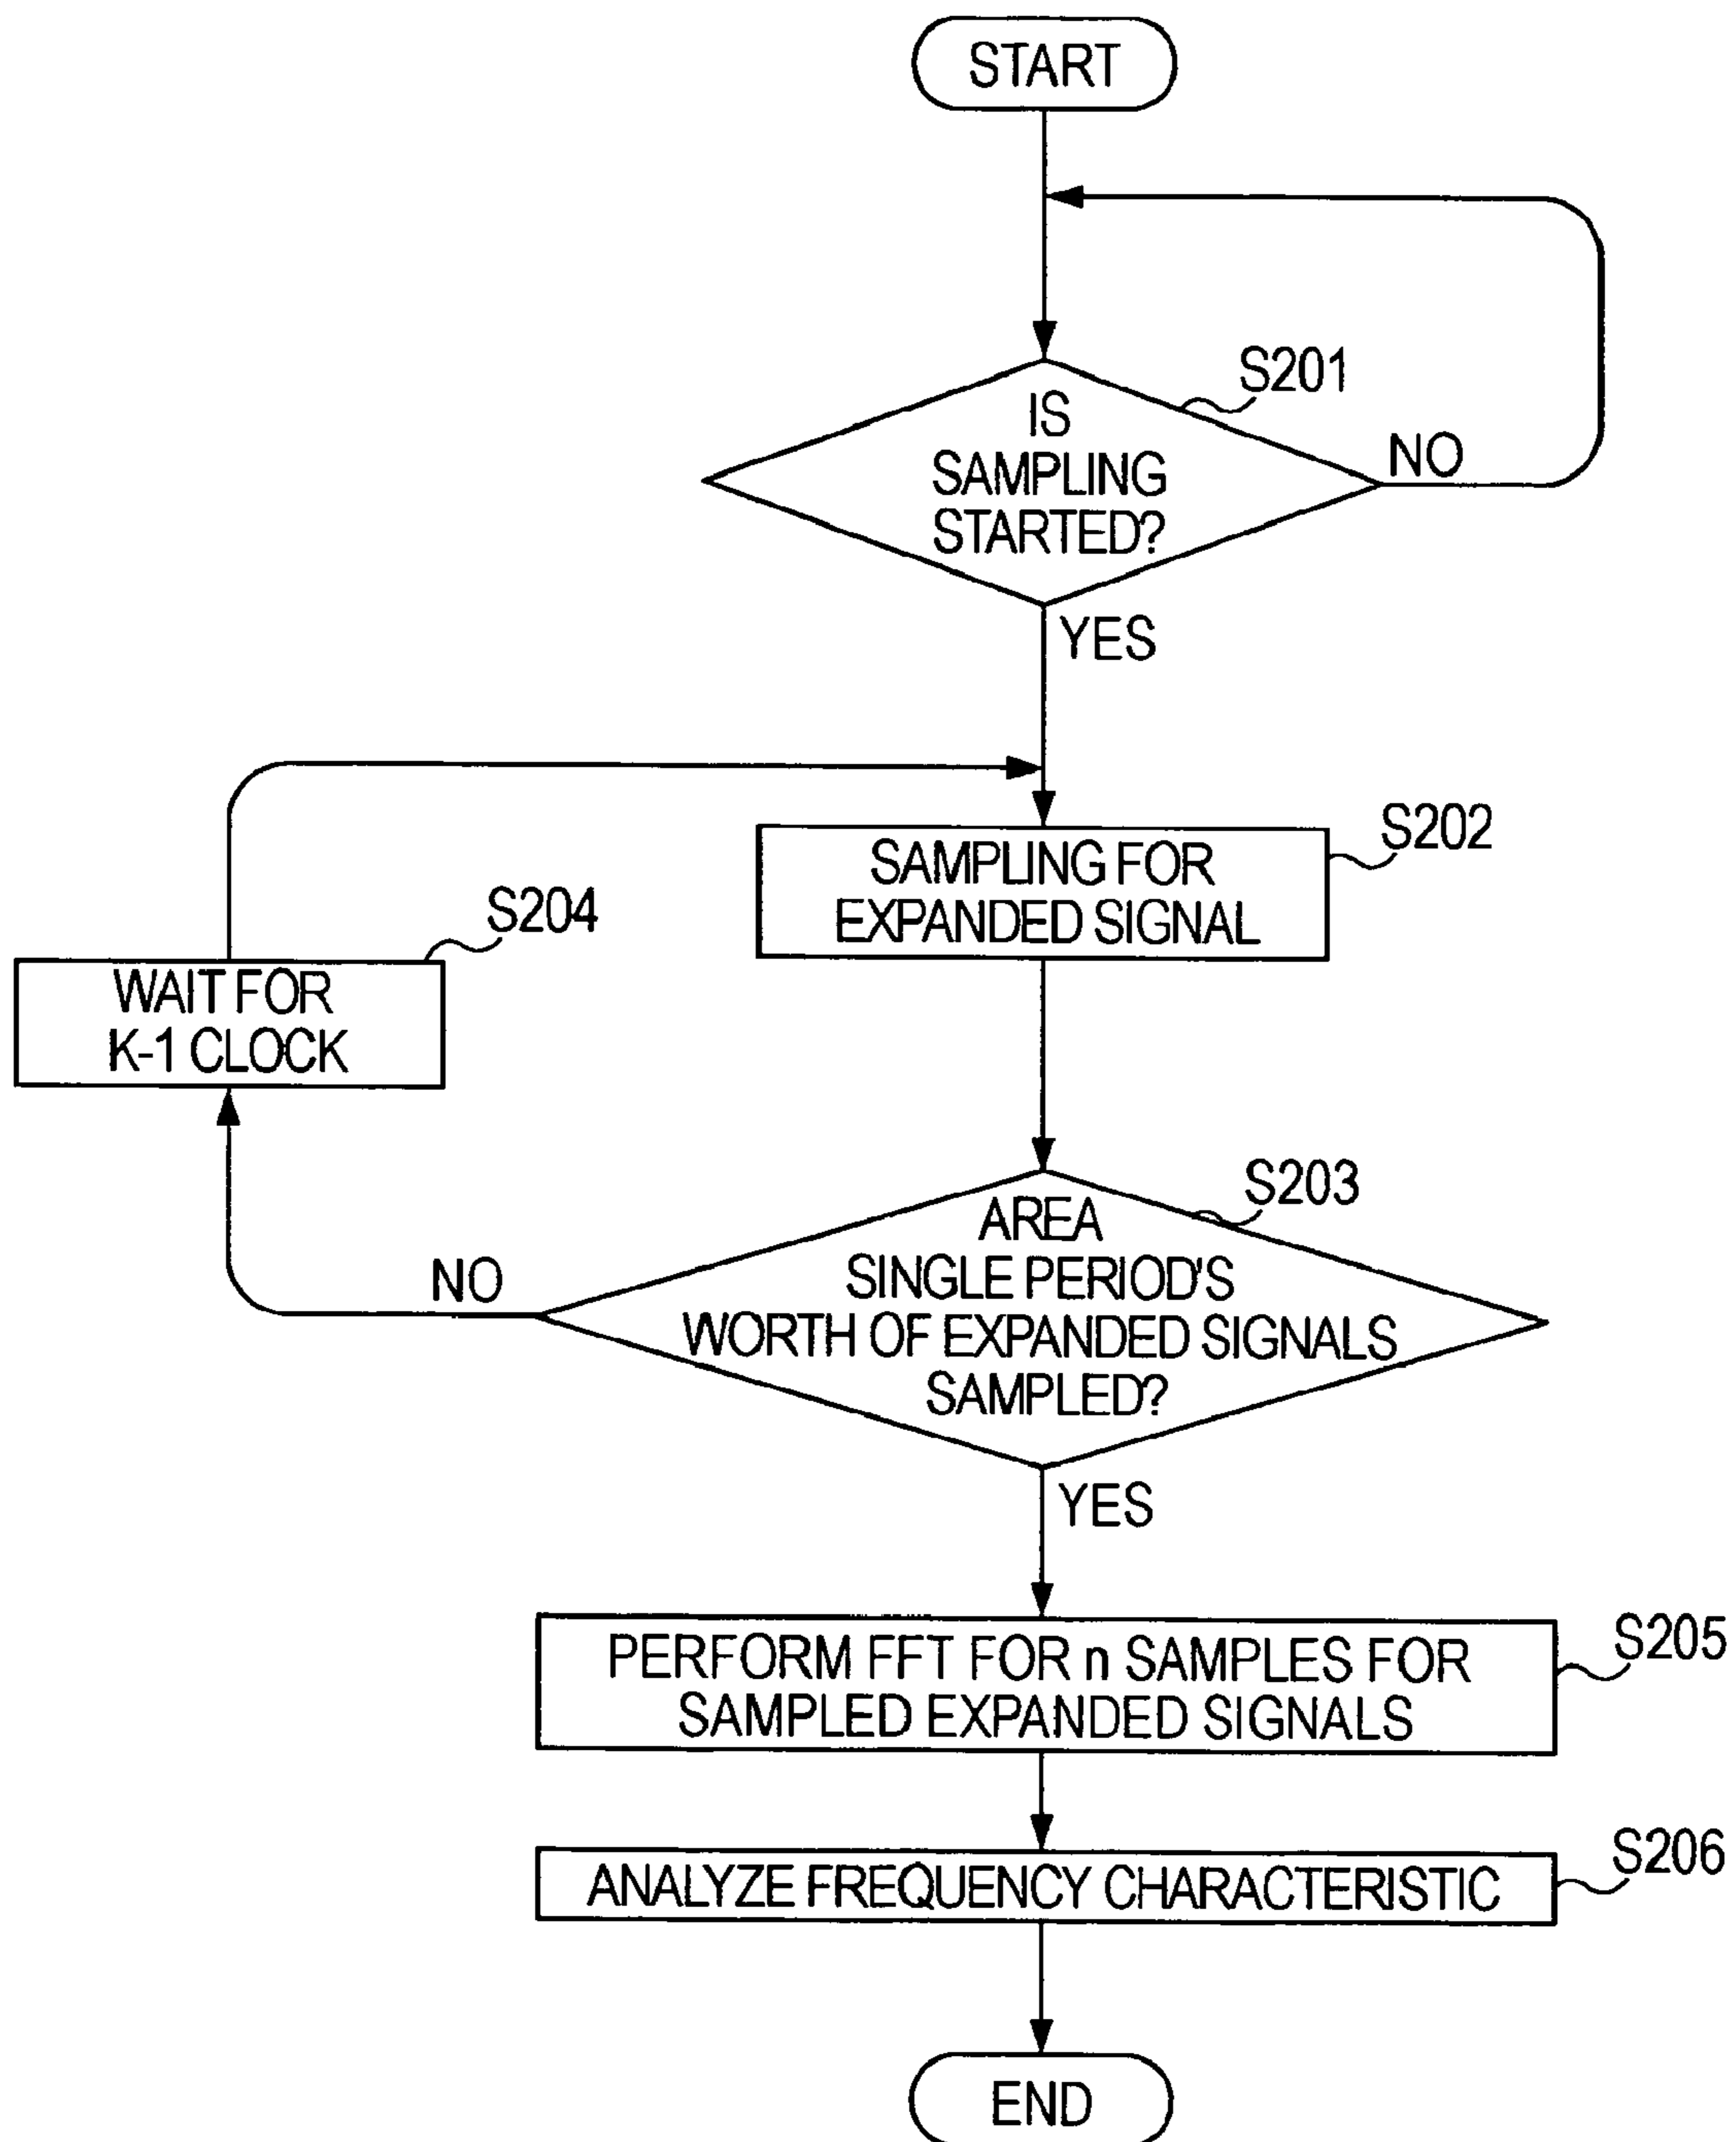 START
S201
IS
SAMPLING
STARTED?
NO
YES
S202
SAMPLING FOR
EXPANDED SIGNAL
S204
WAIT FOR
K-1 CLOCK
S203
AREA
SINGLE PERIOD'S
WORTH OF EXPANDED SIGNALS
SAMPLED?
NO
YES
S205
PERFORM FFT FOR n SAMPLES FOR
SAMPLED EXPANDED SIGNALS
S206
ANALYZE FREQUENCY CHARACTERISTIC
END